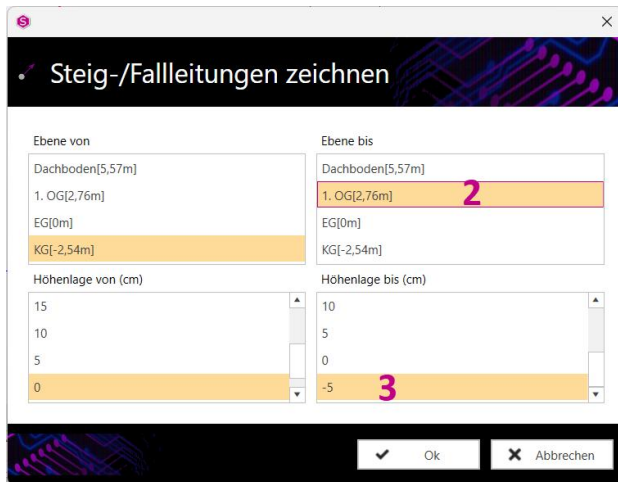 S
Steig-/Fallleitungen zeichnen
Ebene von
Dachboden[5,57m]
1. OG[2,76m]
EG[0m]
KG[-2,54m]
Ebene bis
Dachboden[5,57m]
1. OG[2,76m] 2
EG[0m]
KG[-2,54m]
Höhenlage von (cm)
15
10
5
0
Höhenlage bis (cm)
10
5
0
-5 3
Ok
Abbrechen